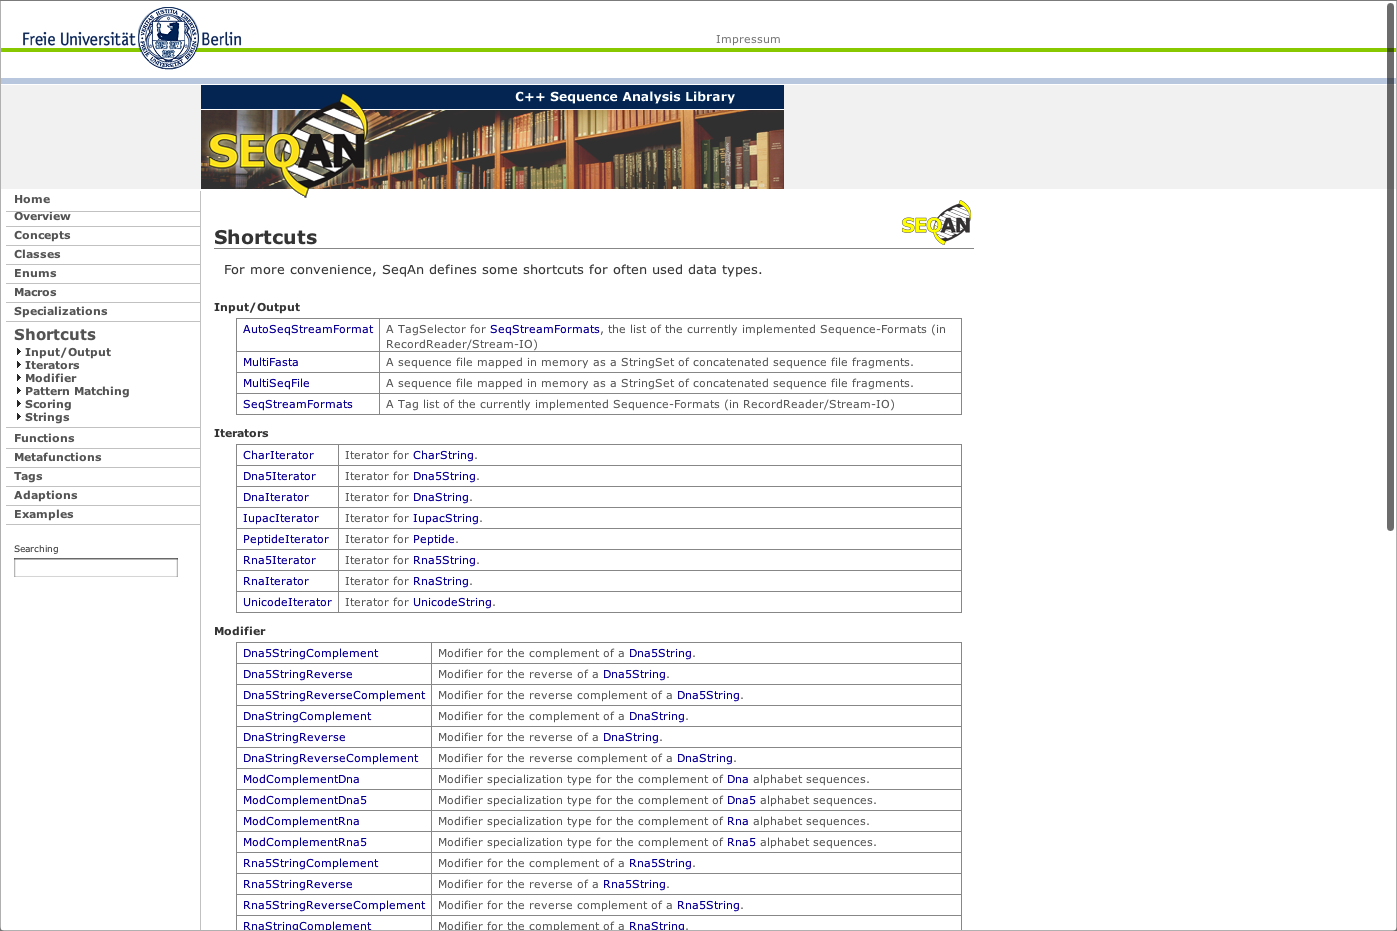 Freie Universität Berlin
Impressum
C++ Sequence Analysis Library
SEQAN
Home
Overview
Concepts
Classes
Enums
Macros
Specializations
Shortcuts
Input/Output
Iterators
Modifier
Pattern Matching
Scoring
Strings
Functions
Metafunctions
Tags
Adaptions
Examples
Searching
SEQAN
Shortcuts
For more convenience, SeqAn defines some shortcuts for often used data types.
Input/Output
AutoSeqStreamFormat A TagSelector for SeqStreamFormats, the list of the currently implemented Sequence-Formats (in
RecordReader/Stream-IO)
MultiFasta A sequence file mapped in memory as a StringSet of concatenated sequence file fragments.
MultiSeqFile A sequence file mapped in memory as a StringSet of concatenated sequence file fragments.
SeqStreamFormats A Tag list of the currently implemented Sequence-Formats (in RecordReader/Stream-IO)
Iterators
CharIterator Iterator for CharString.
Dna5Iterator Iterator for Dna5String.
DnaIterator Iterator for DnaString.
IupacIterator Iterator for IupacString.
PeptideIterator Iterator for Peptide.
Rna5Iterator Iterator for Rna5String.
RnaIterator Iterator for RnaString.
UnicodeIterator Iterator for UnicodeString.
Modifier
Dna5StringComplement Modifier for the complement of a Dna5String.
Dna5StringReverse Modifier for the reverse of a Dna5String.
Dna5StringReverseComplement Modifier for the reverse complement of a Dna5String.
DnaStringComplement Modifier for the complement of a DnaString.
DnaStringReverse Modifier for the reverse of a DnaString.
DnaStringReverseComplement Modifier for the reverse complement of a DnaString.
ModComplementDna Modifier specialization type for the complement of Dna alphabet sequences.
ModComplementDna5 Modifier specialization type for the complement of Dna5 alphabet sequences.
ModComplementRna Modifier specialization type for the complement of Rna alphabet sequences.
ModComplementRna5 Modifier specialization type for the complement of Rna5 alphabet sequences.
Rna5StringComplement Modifier for the complement of a Rna5String.
Rna5StringReverse Modifier for the reverse of a Rna5String.
Rna5StringReverseComplement Modifier for the reverse complement of a Rna5String.
RnaStringComplement Modifier for the complement of a RnaString.